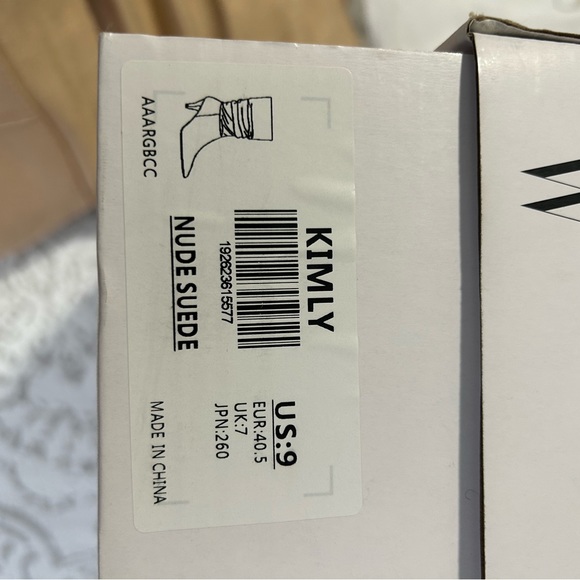 KIMLY
192623615577
NUDE SUEDE
AAARGBCC
US:9
EUR:40.5
UK:7
JPN:260
MADE IN CHINA